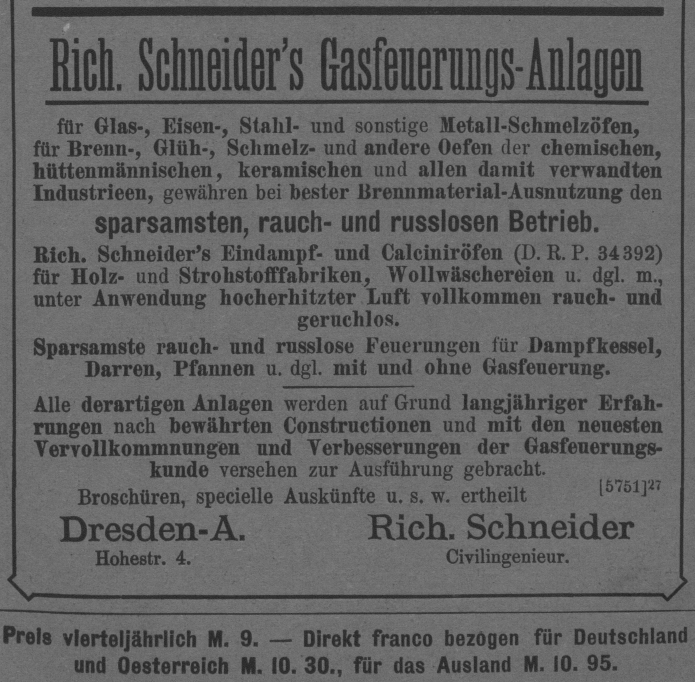 Rich. Schneider's Gasfeuerungs-Anlagen
für Glas-, Eisen-, Stahl- und sonstige Metall-Schmelzöfen,
für Brenn-, Glüh-, Schmelz- und andere Oefen der chemischen,
hüttenmännischen, keramischen und allen damit verwandten
Industrieen, gewähren bei bester Brennmaterial-Ausnutzung den
sparsamsten, rauch- und russlosen Betrieb.
Rich. Schneider's Eindampf- und Calciniröfen (D. R. P. 34392)
für Holz- und Strohstofffabriken, Wollwäschereien u. dgl. m.,
unter Anwendung hocherhitzter Luft vollkommen rauch- und
geruchlos.
Sparsamste rauch- und russlose Feuerungen für Dampfkessel,
Darren, Pfannen u. dgl. mit und ohne Gasfeuerung.
Alle derartigen Anlagen werden auf Grund langjähriger Erfah-
rungen nach bewährten Constructionen und mit den neuesten
Vervollkommnungen und Verbesserungen der Gasfeuerungs-
kunde versehen zur Ausführung gebracht.
Broschüren, specielle Auskünfte u. s. w. ertheilt [5751]27
Dresden-A. Rich. Schneider
Hohestr. 4. Civilingenieur.
Preis vierteljährlich M. 9. — Direkt franco bezogen für Deutschland
und Oesterreich M. 10. 30., für das Ausland M. 10. 95.